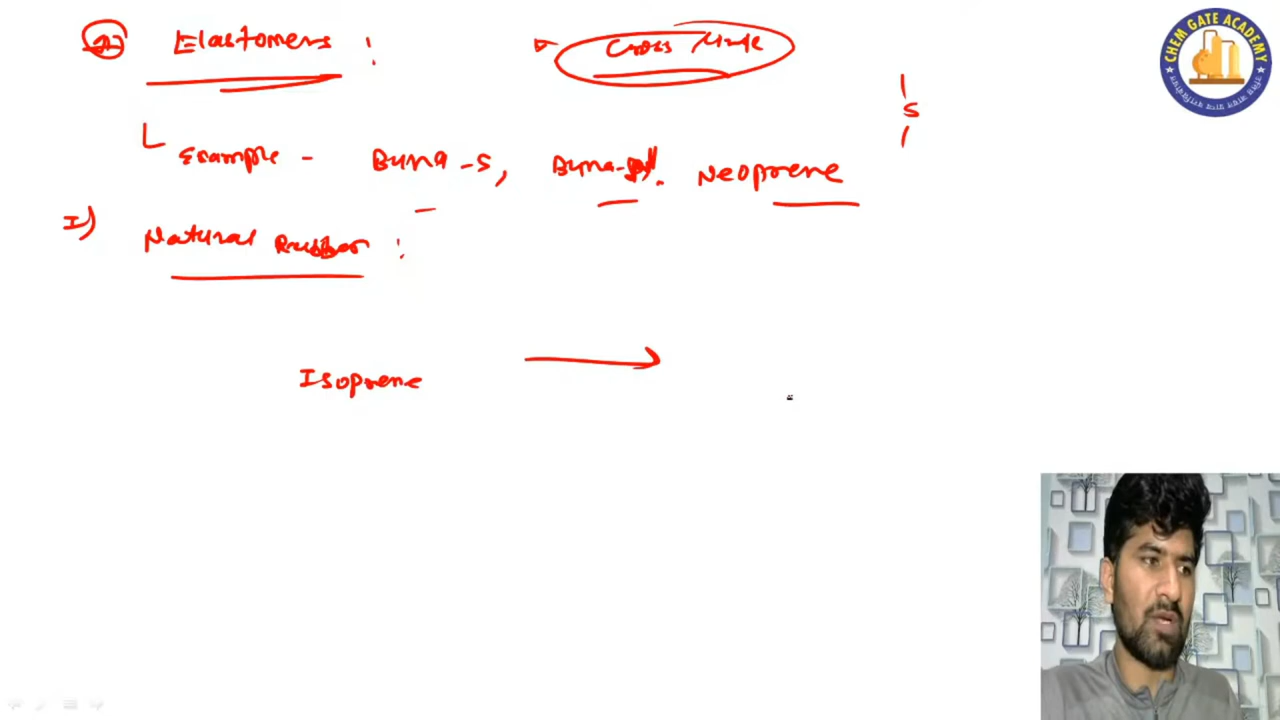 Elastomers :
Cross link
S
Example - Buna-S, Buna-N. Neoprene
I) Natural Rubber :
Isoprene
CHEM GATE ACADEMY